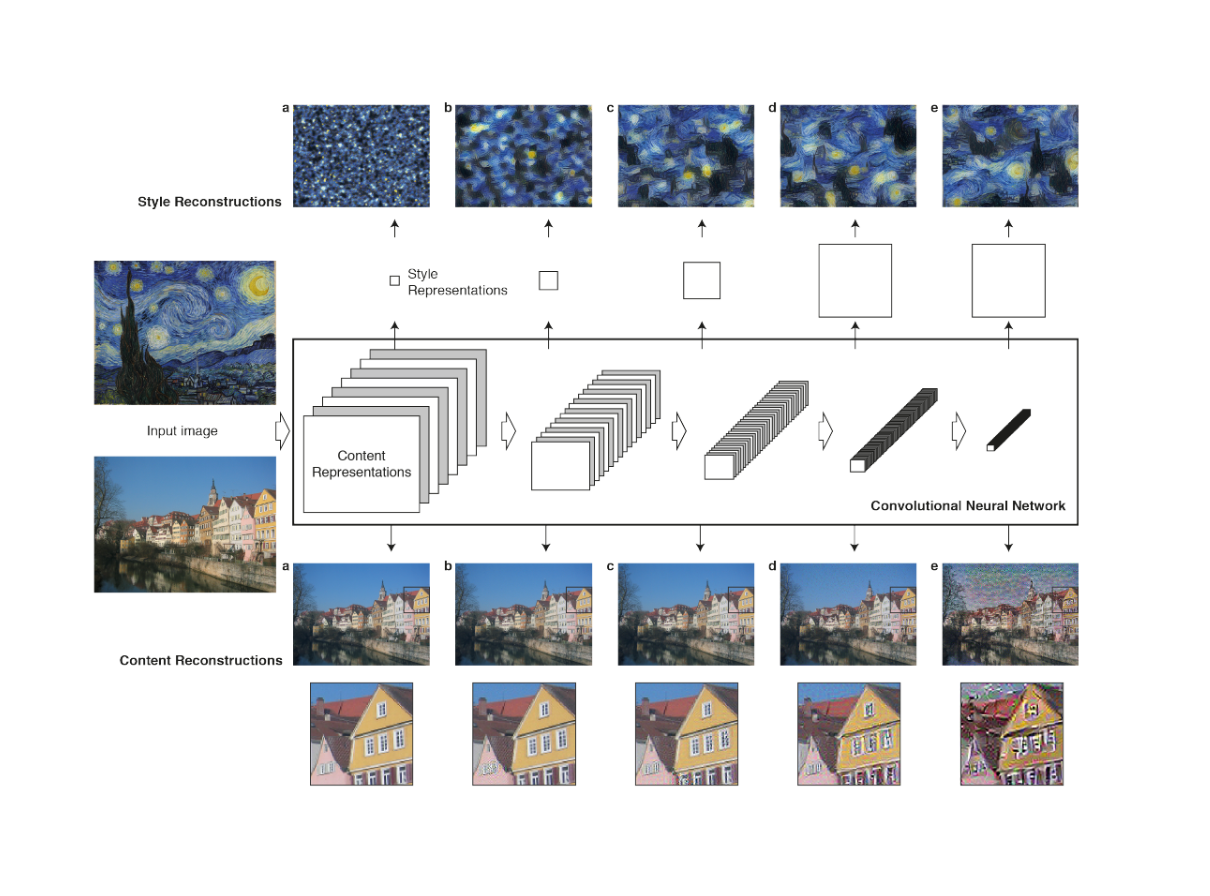 a
b
c
d
e
Style Reconstructions
Style
Representations
Input image
Content
Representations
Convolutional Neural Network
a
b
c
d
e
Content Reconstructions